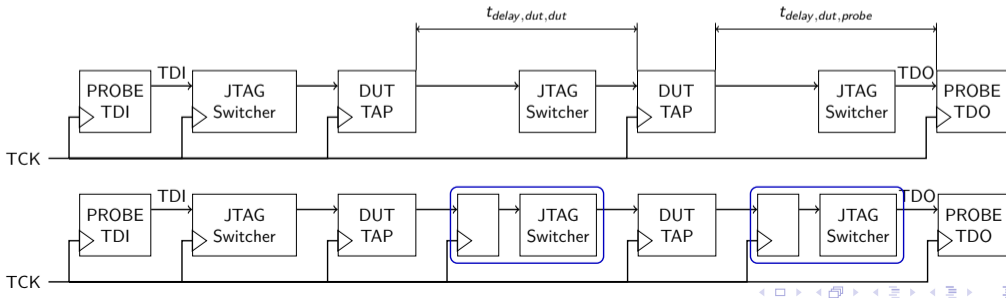 t_delay,dut,dut
t_delay,dut,probe
PROBE TDI
TDI
JTAG Switcher
DUT TAP
JTAG Switcher
DUT TAP
JTAG Switcher
TDO
PROBE TDO
TCK
PROBE TDI
TDI
JTAG Switcher
DUT TAP
JTAG Switcher
DUT TAP
JTAG Switcher
TDO
PROBE TDO
TCK